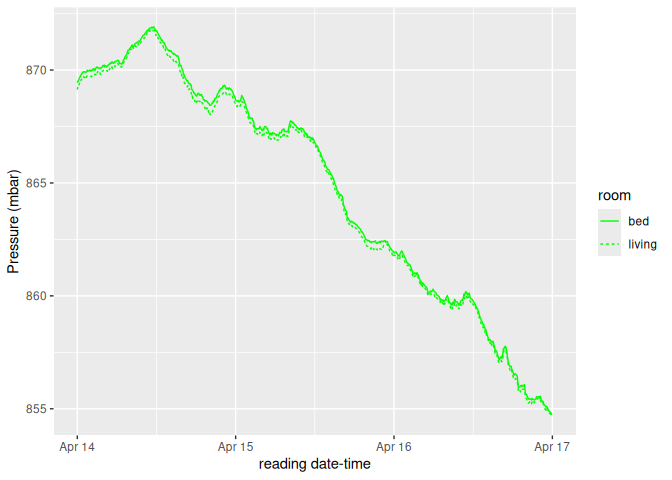 870
865
860
855
Pressure (mbar)
Apr 14
Apr 15
Apr 16
Apr 17
reading date-time
room
bed
living